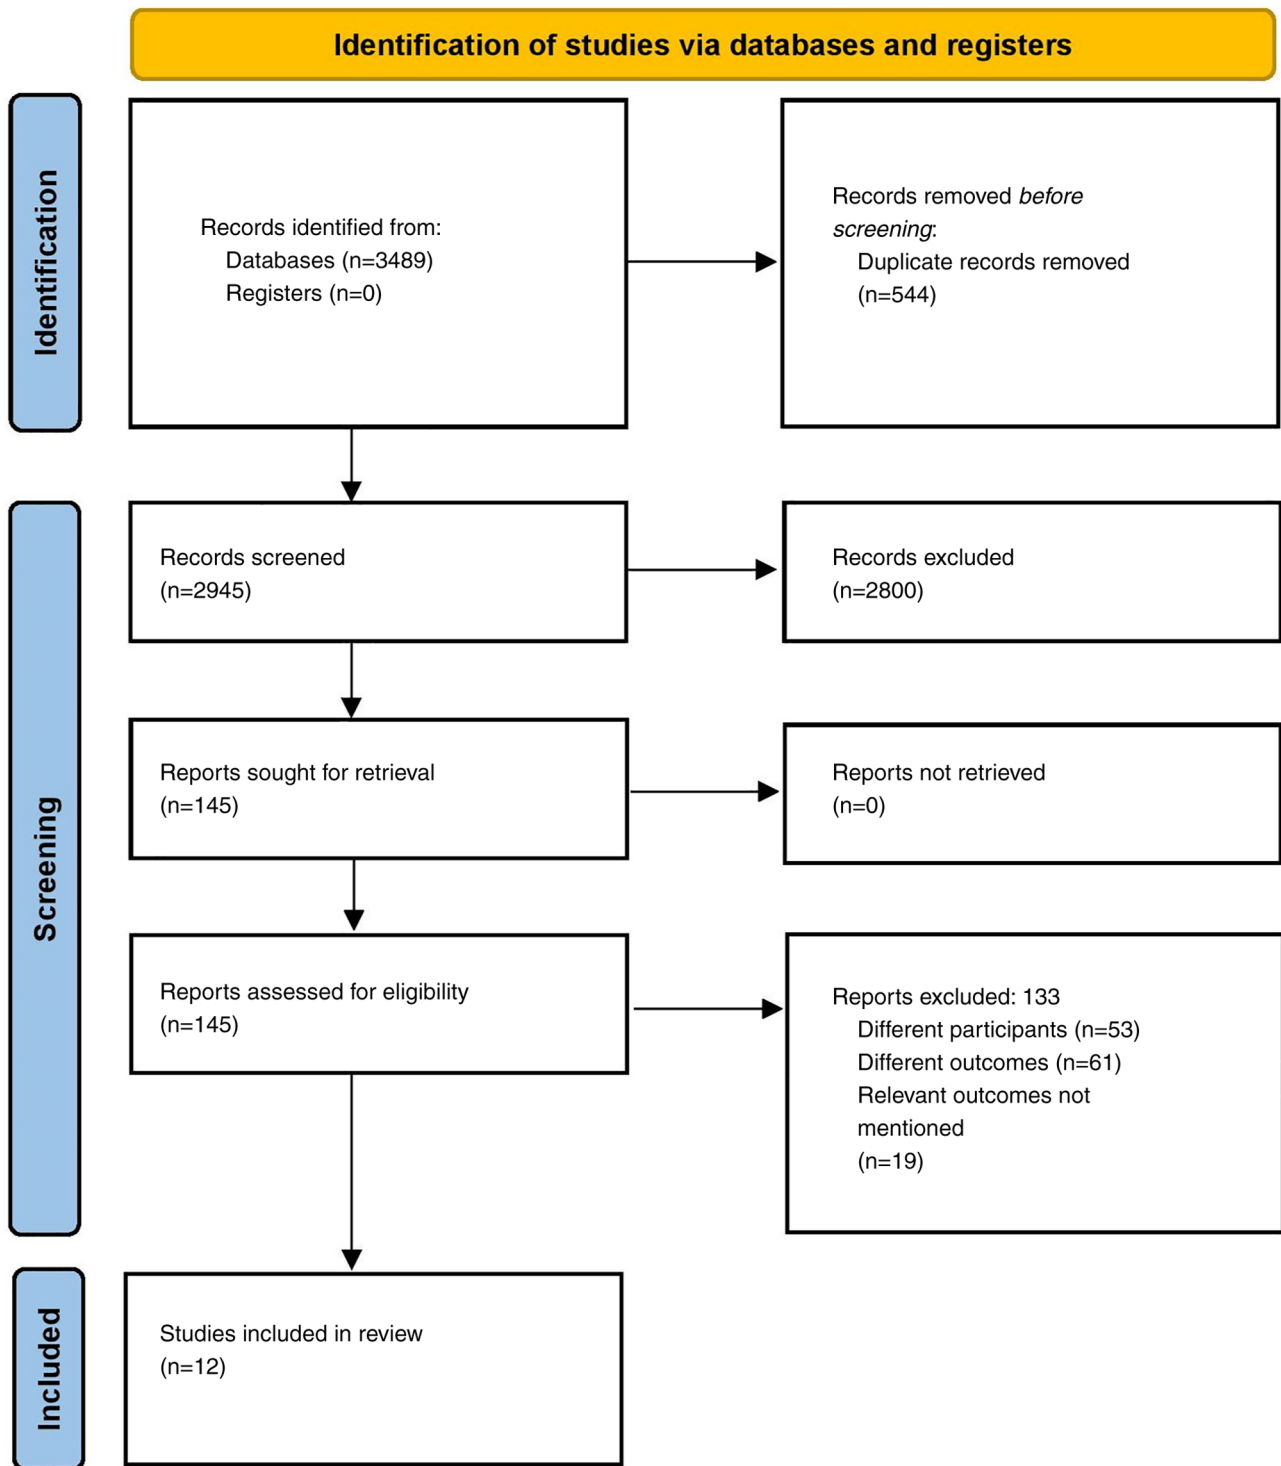 Identification of studies via databases and registers
Identification
Records identified from:
Databases (n=3489)
Registers (n=0)
Records removed before
screening:
Duplicate records removed
(n=544)
Screening
Records screened
(n=2945)
Records excluded
(n=2800)
Reports sought for retrieval
(n=145)
Reports not retrieved
(n=0)
Reports assessed for eligibility
(n=145)
Reports excluded: 133
Different participants (n=53)
Different outcomes (n=61)
Relevant outcomes not
mentioned
(n=19)
Included
Studies included in review
(n=12)